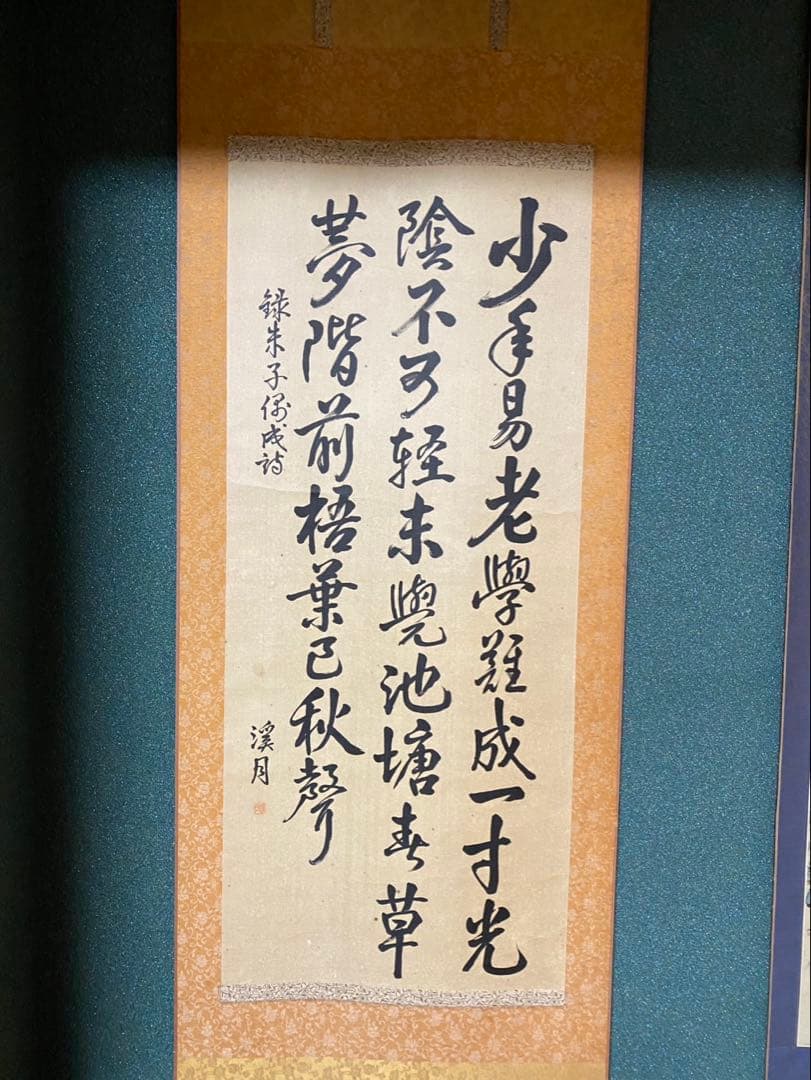 少年易老學難成一寸光
陰不可軽未覺池塘春草
夢階前梧葉已秋聲
録朱子偶成詩
溪月